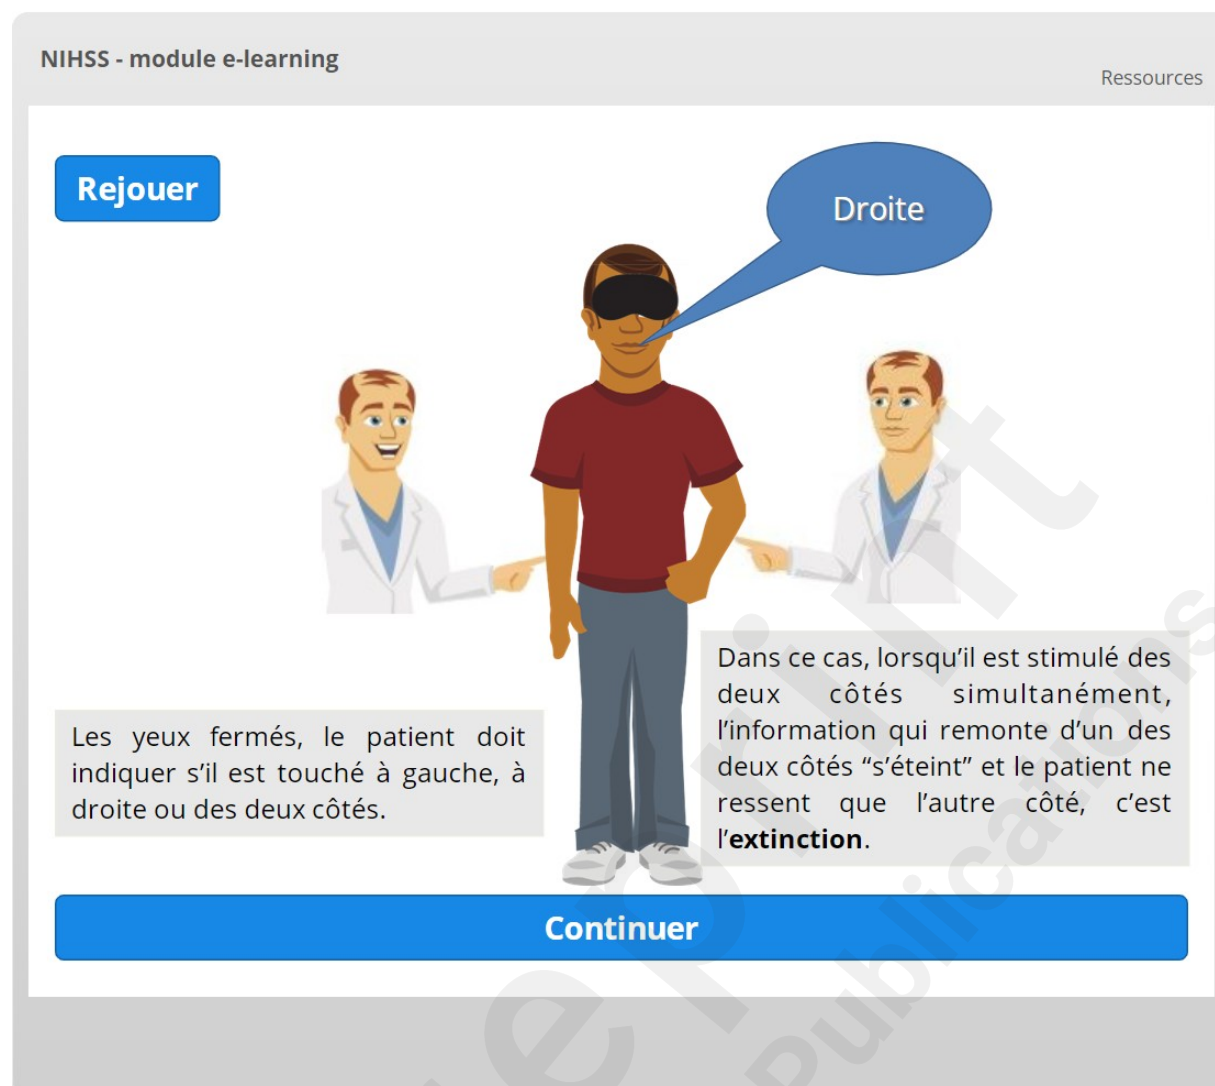 NIHSS - module e-learning
Ressources
Rejouer
Droite
Les yeux fermés, le patient doit
indiquer s’il est touché à gauche, à
droite ou des deux côtés.
Dans ce cas, lorsqu’il est stimulé des
deux côtés simultanément,
l’information qui remonte d’un des
deux côtés “s’éteint” et le patient ne
ressent que l’autre côté, c’est
l’extinction.
Continuer
eprint
Publications